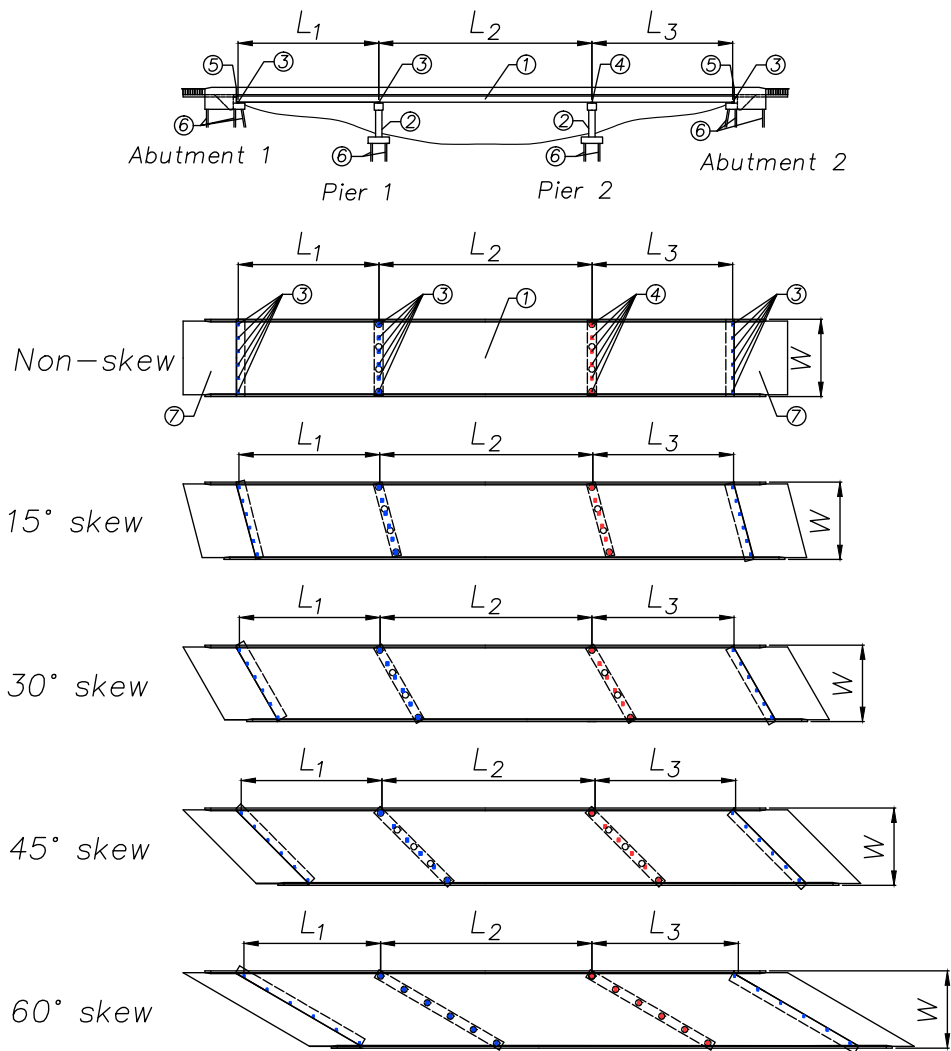 L1 L2 L3
⑤ ③ ③ ① ④ ⑤ ③
⑥ ② ② ⑥
⑥ ⑥
Abutment 1 Abutment 2
Pier 1 Pier 2
L1 L2 L3
③ ③ ① ④ ③
Non-skew W
⑦ ⑦
L1 L2 L3
15° skew W
L1 L2 L3
30° skew W
L1 L2 L3
45° skew W
L1 L2 L3
60° skew W